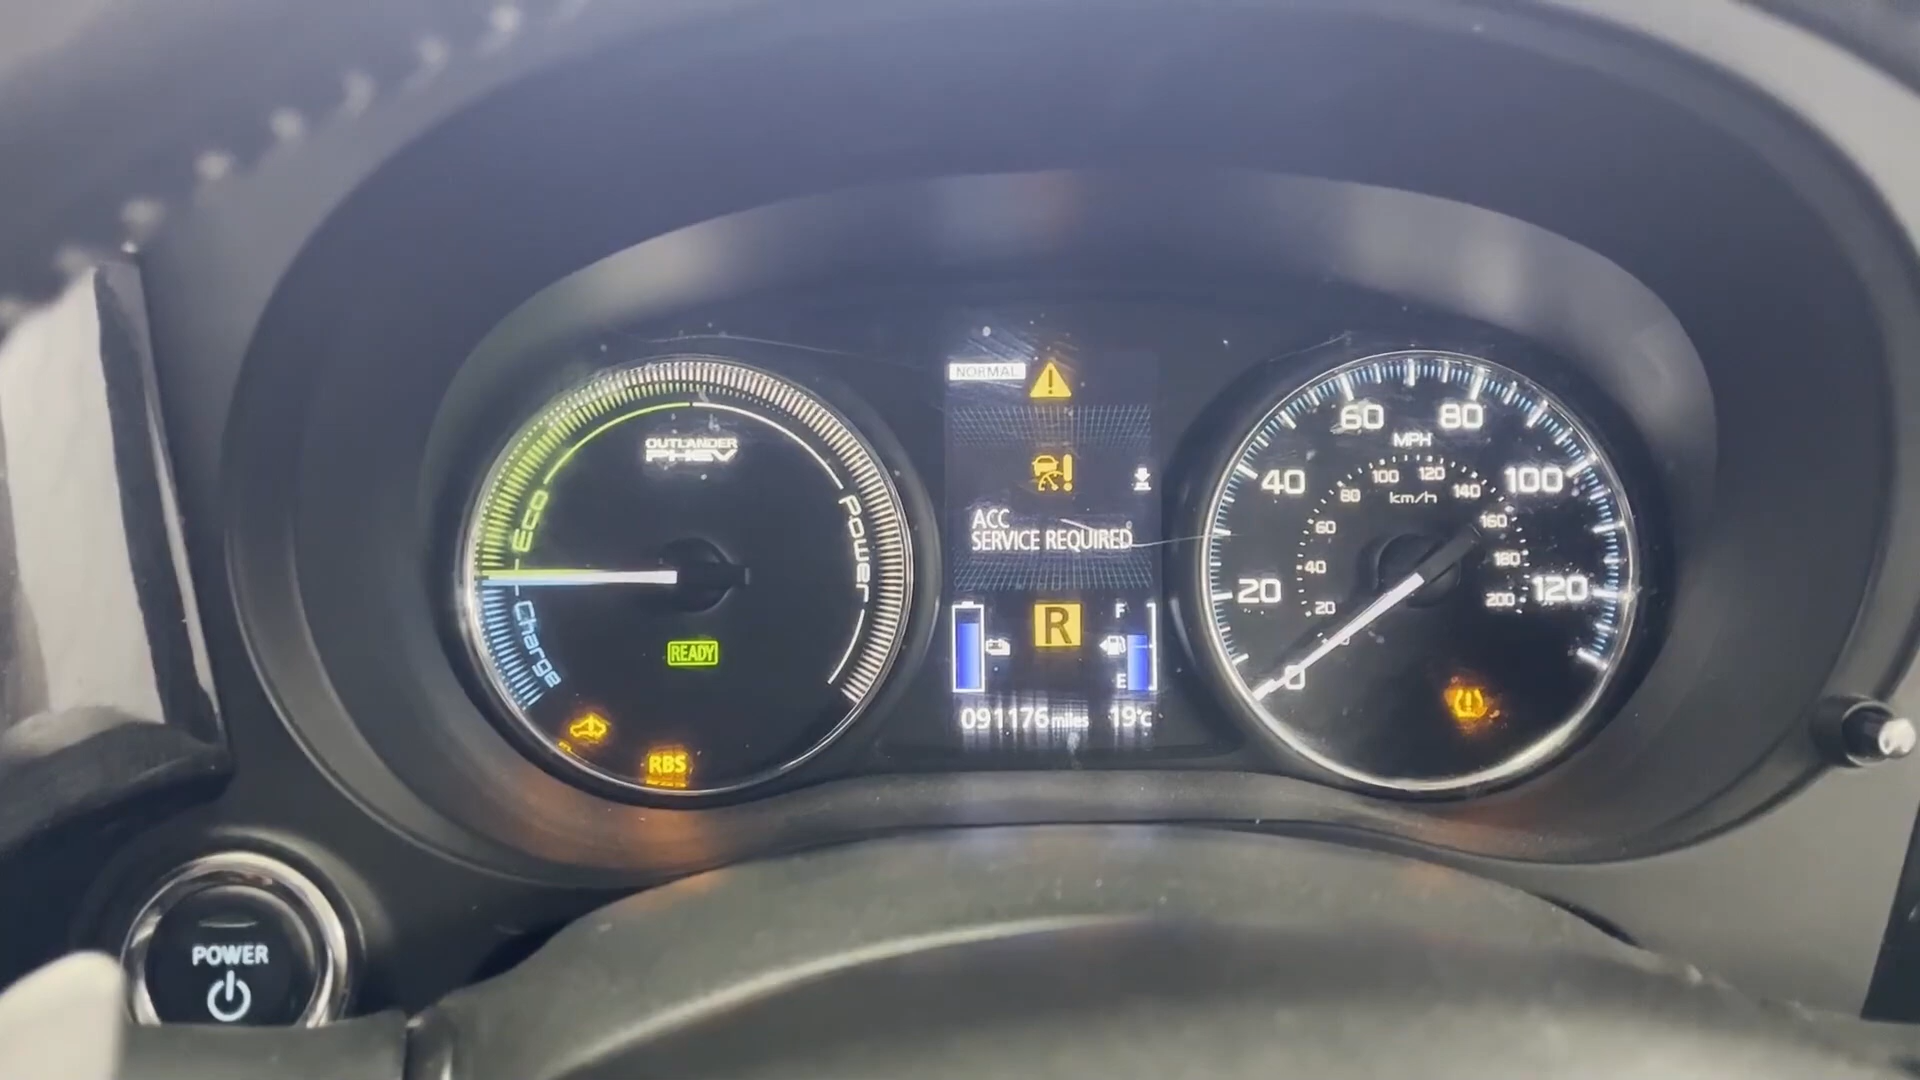 OUTLANDER
PHEV
Eco
Power
Charge
READY
RBS
NORMAL
ACC
SERVICE REQUIRED
R
F
E
091176 miles 19°C
0
20
40
60
80
100
120
MPH
km/h
20
40
60
80
100
120
140
160
180
200
POWER